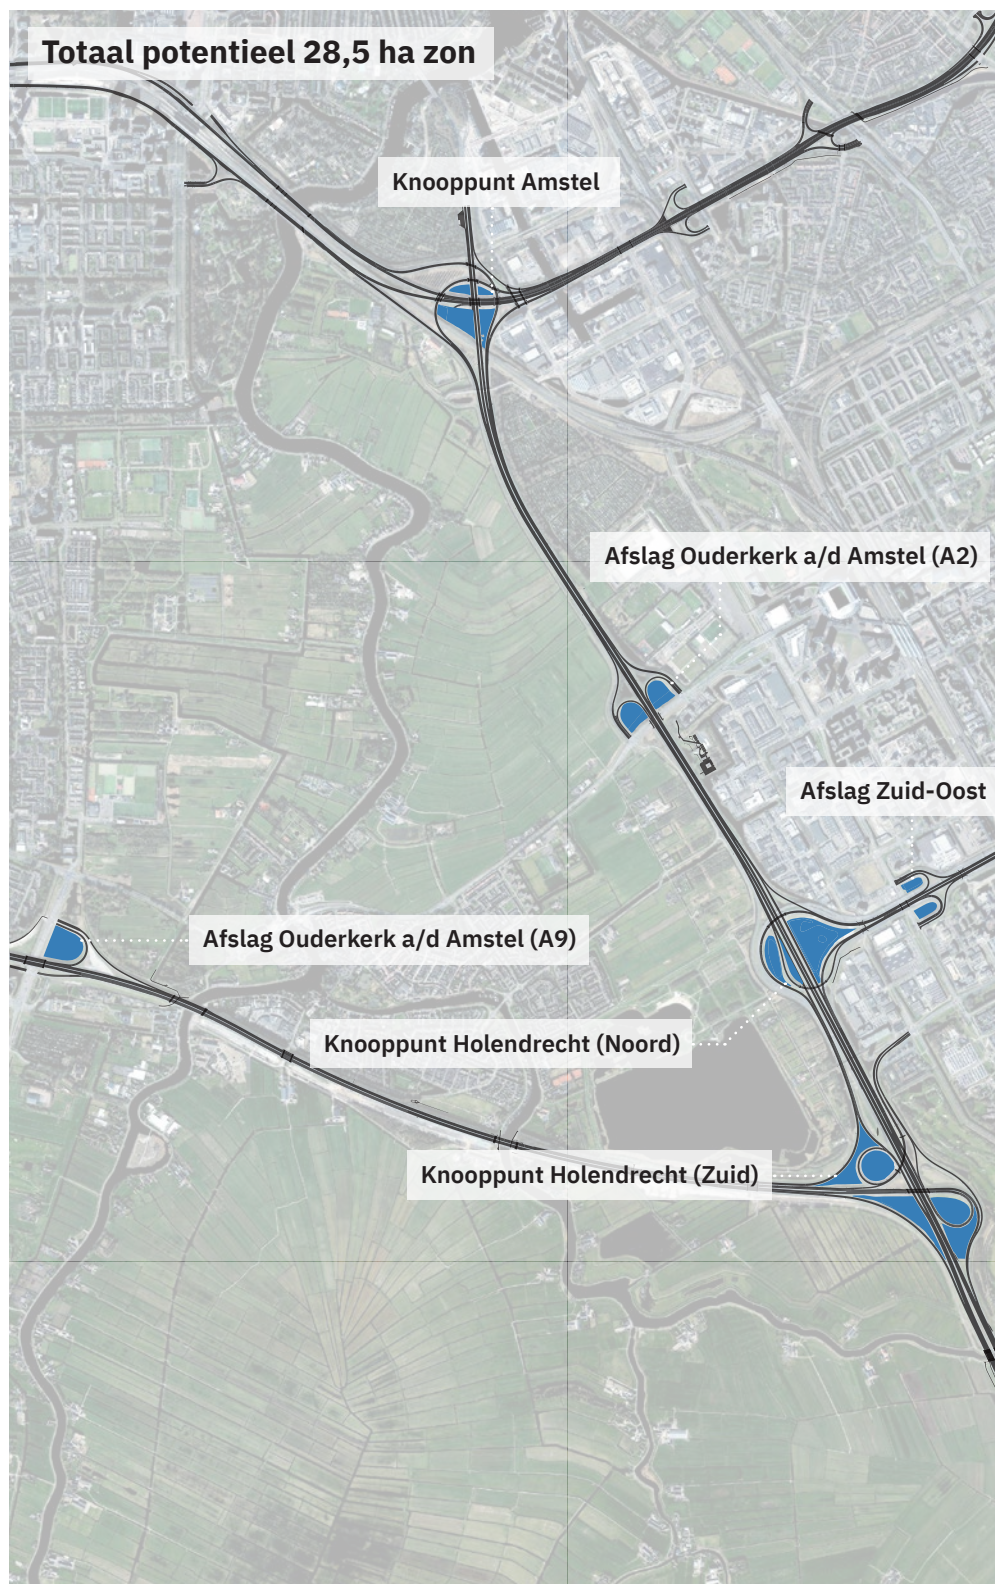 Totaal potentieel 28,5 ha zon
Knooppunt Amstel
Afslag Ouderkerk a/d Amstel (A2)
Afslag Zuid-Oost
Afslag Ouderkerk a/d Amstel (A9)
Knooppunt Holendrecht (Noord)
Knooppunt Holendrecht (Zuid)